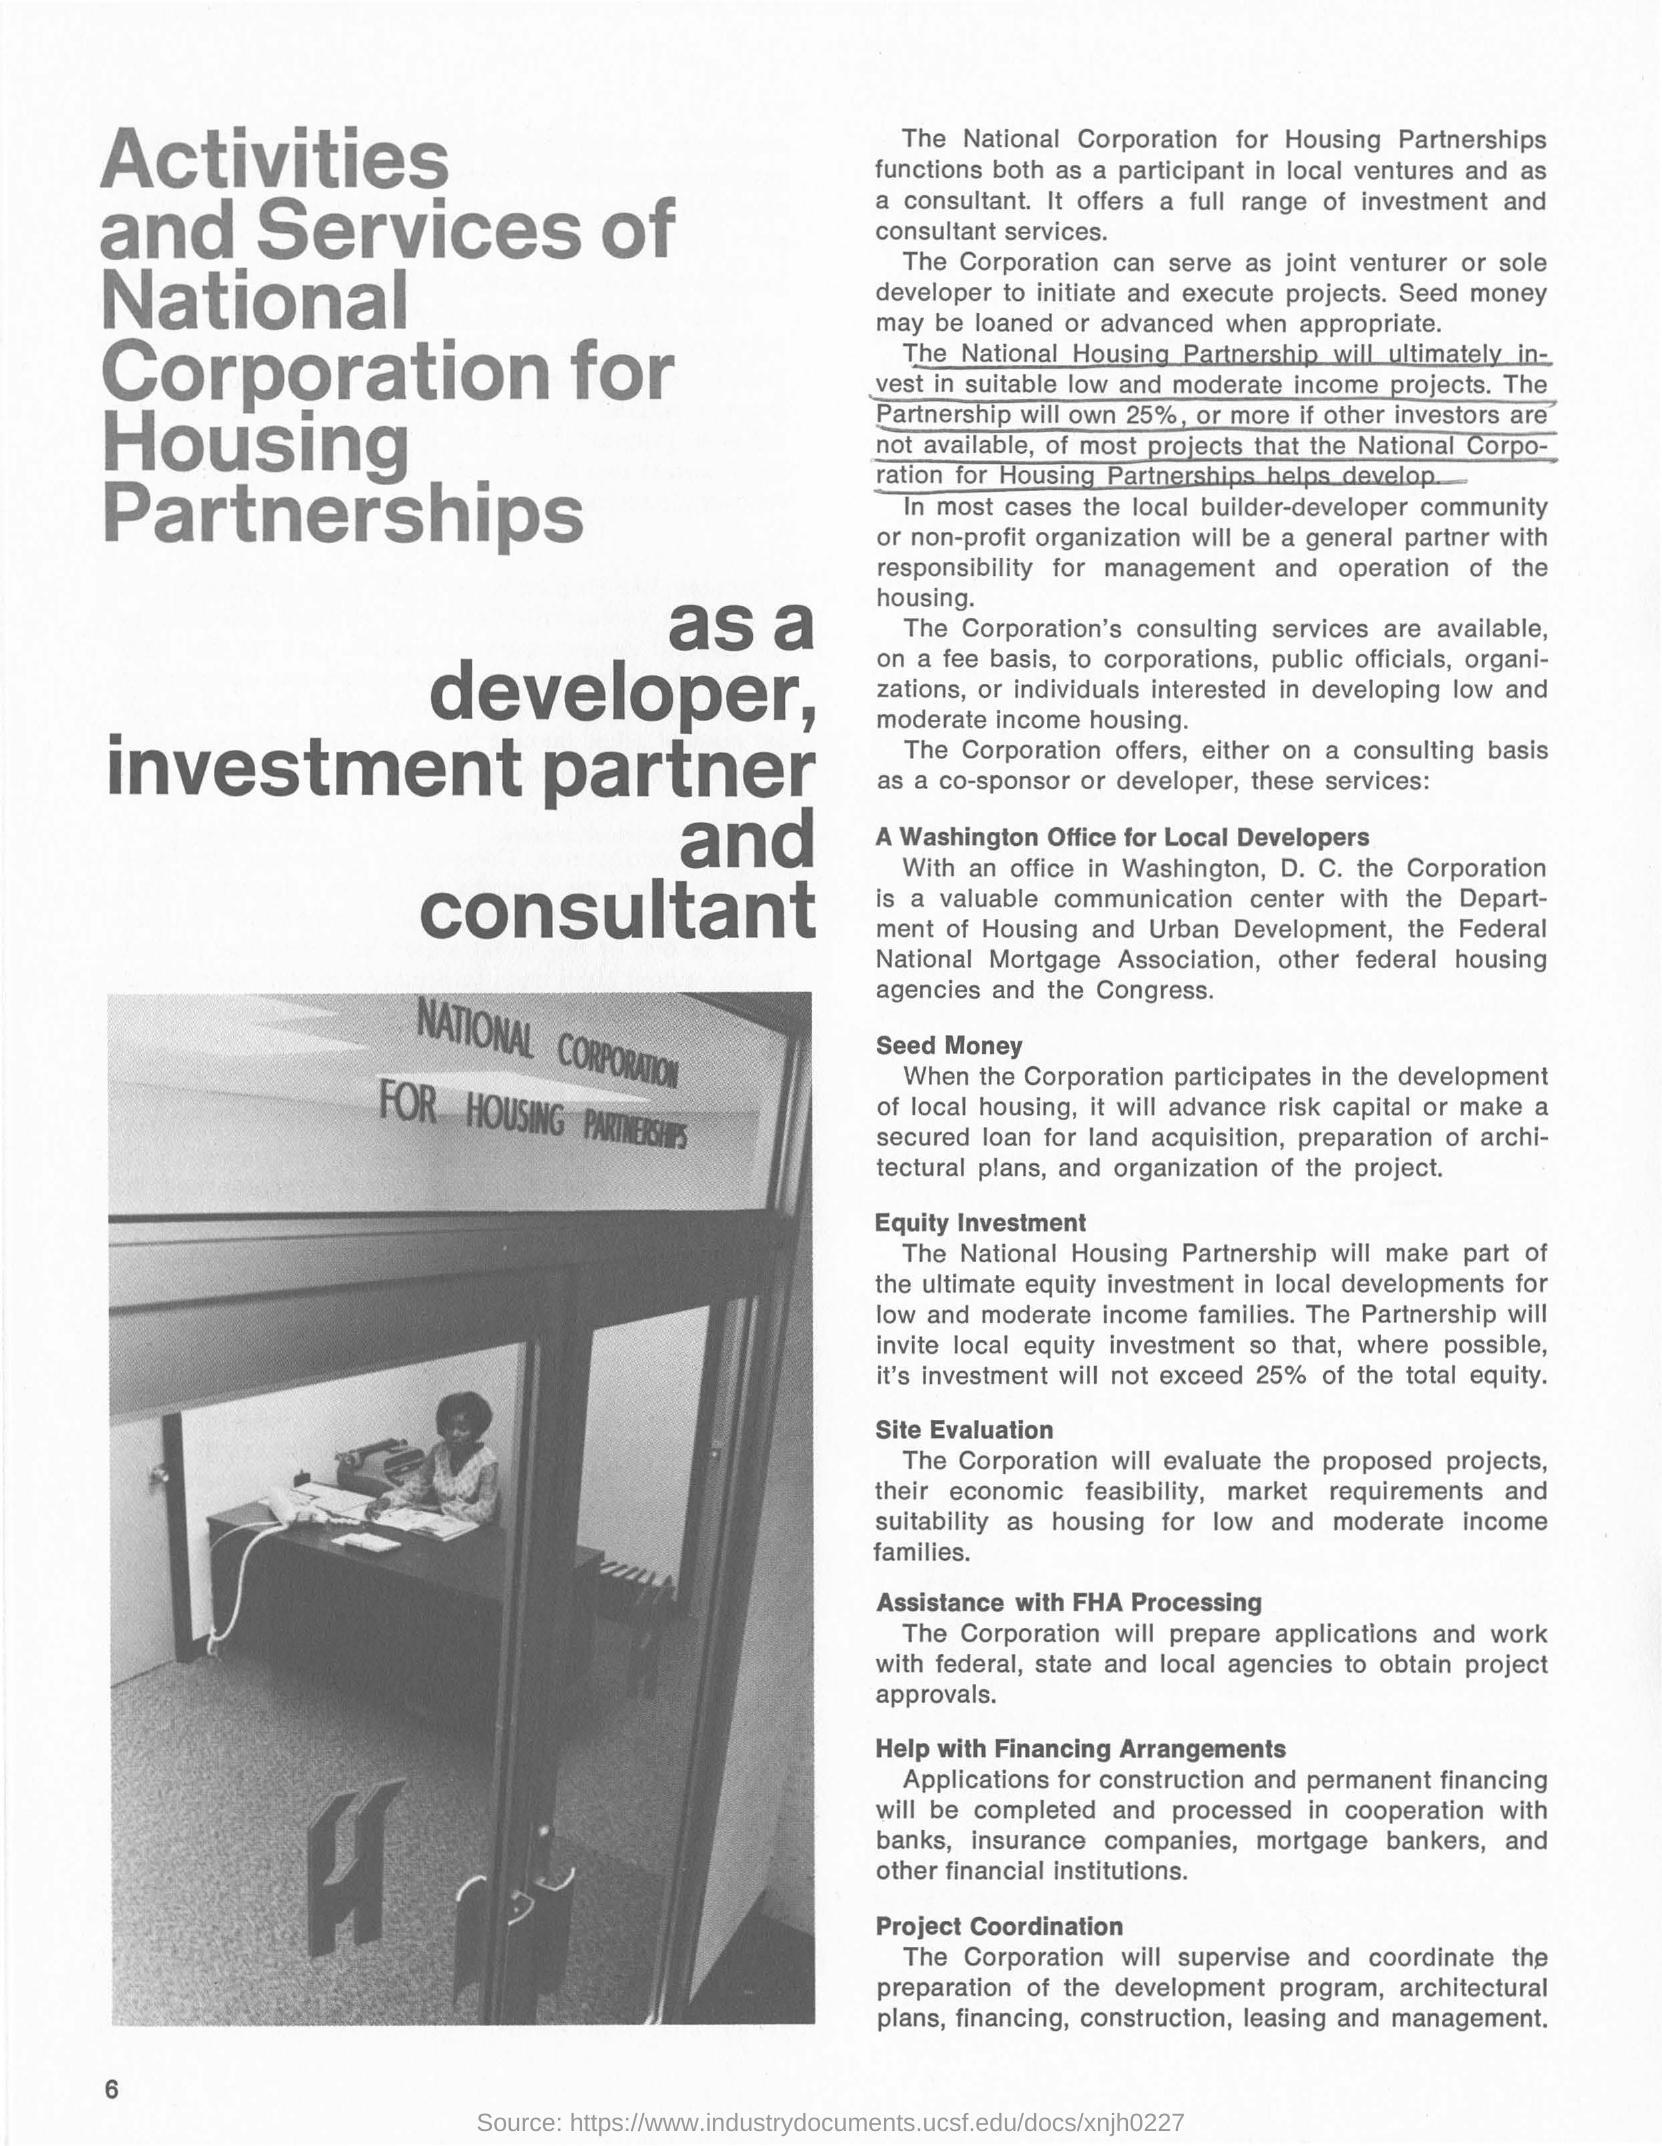 Activities
and Services of
National
Corporation for
Housing
Partnerships
as a
developer,
investment partner
and
consultant
NATIONAL CORPORATION
FOR HOUSING PARTNERSHIPS
The National Corporation for Housing Partnerships
functions both as a participant in local ventures and as
a consultant. It offers a full range of investment and
consultant services.
The Corporation can serve as joint venturer or sole
developer to initiate and execute projects. Seed money
may be loaned or advanced when appropriate.
The National Housing Partnership will ultimately in-
vest in suitable low and moderate income projects. The
Partnership will own 25%, or more if other investors are
not available, of most projects that the National Corpo-
ration for Housing Partnerships helps develop.
In most cases the local builder-developer community
or non-profit organization will be a general partner with
responsibility for management and operation of the
housing.
The Corporation's consulting services are available,
on a fee basis, to corporations, public officials, organi-
zations, or individuals interested in developing low and
moderate income housing.
The Corporation offers, either on a consulting basis
as a co-sponsor or developer, these services:
A Washington Office for Local Developers
With an office in Washington, D. C. the Corporation
is a valuable communication center with the Depart-
ment of Housing and Urban Development, the Federal
National Mortgage Association, other federal housing
agencies and the Congress.
Seed Money
When the Corporation participates in the development
of local housing, it will advance risk capital or make a
secured loan for land acquisition, preparation of archi-
tectural plans, and organization of the project.
Equity Investment
The National Housing Partnership will make part of
the ultimate equity investment in local developments for
low and moderate income families. The Partnership will
invite local equity investment so that, where possible,
it's investment will not exceed 25% of the total equity.
Site Evaluation
The Corporation will evaluate the proposed projects,
their economic feasibility, market requirements and
suitability as housing for low and moderate income
families.
Assistance with FHA Processing
The Corporation will prepare applications and work
with federal, state and local agencies to obtain project
approvals.
Help with Financing Arrangements
Applications for construction and permanent financing
will be completed and processed in cooperation with
banks, insurance companies, mortgage bankers, and
other financial institutions.
Project Coordination
The Corporation will supervise and coordinate the
preparation of the development program, architectural
plans, financing, construction, leasing and management.
6
Source: https://www.industrydocuments.ucsf.edu/docs/xnjh0227